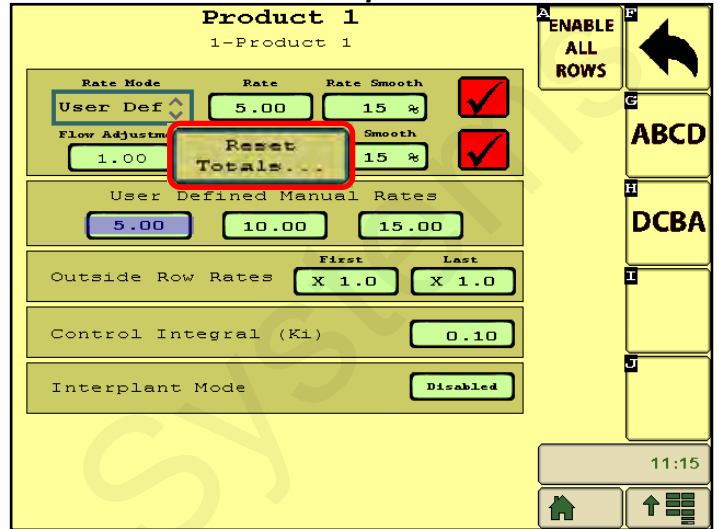 Product 1
1-Product 1
Rate Mode Rate Rate Smooth
User Def 5.00 15 %
Flow Adjustme Smooth
1.00 15 %
Reset
Totals...
User Defined Manual Rates
5.00 10.00 15.00
First Last
Outside Row Rates X 1.0 X 1.0
Control Integral (Ki) 0.10
Interplant Mode Disabled
A
ENABLE
ALL
ROWS
F
G
ABCD
H
DCBA
I
J
11:15
Systems